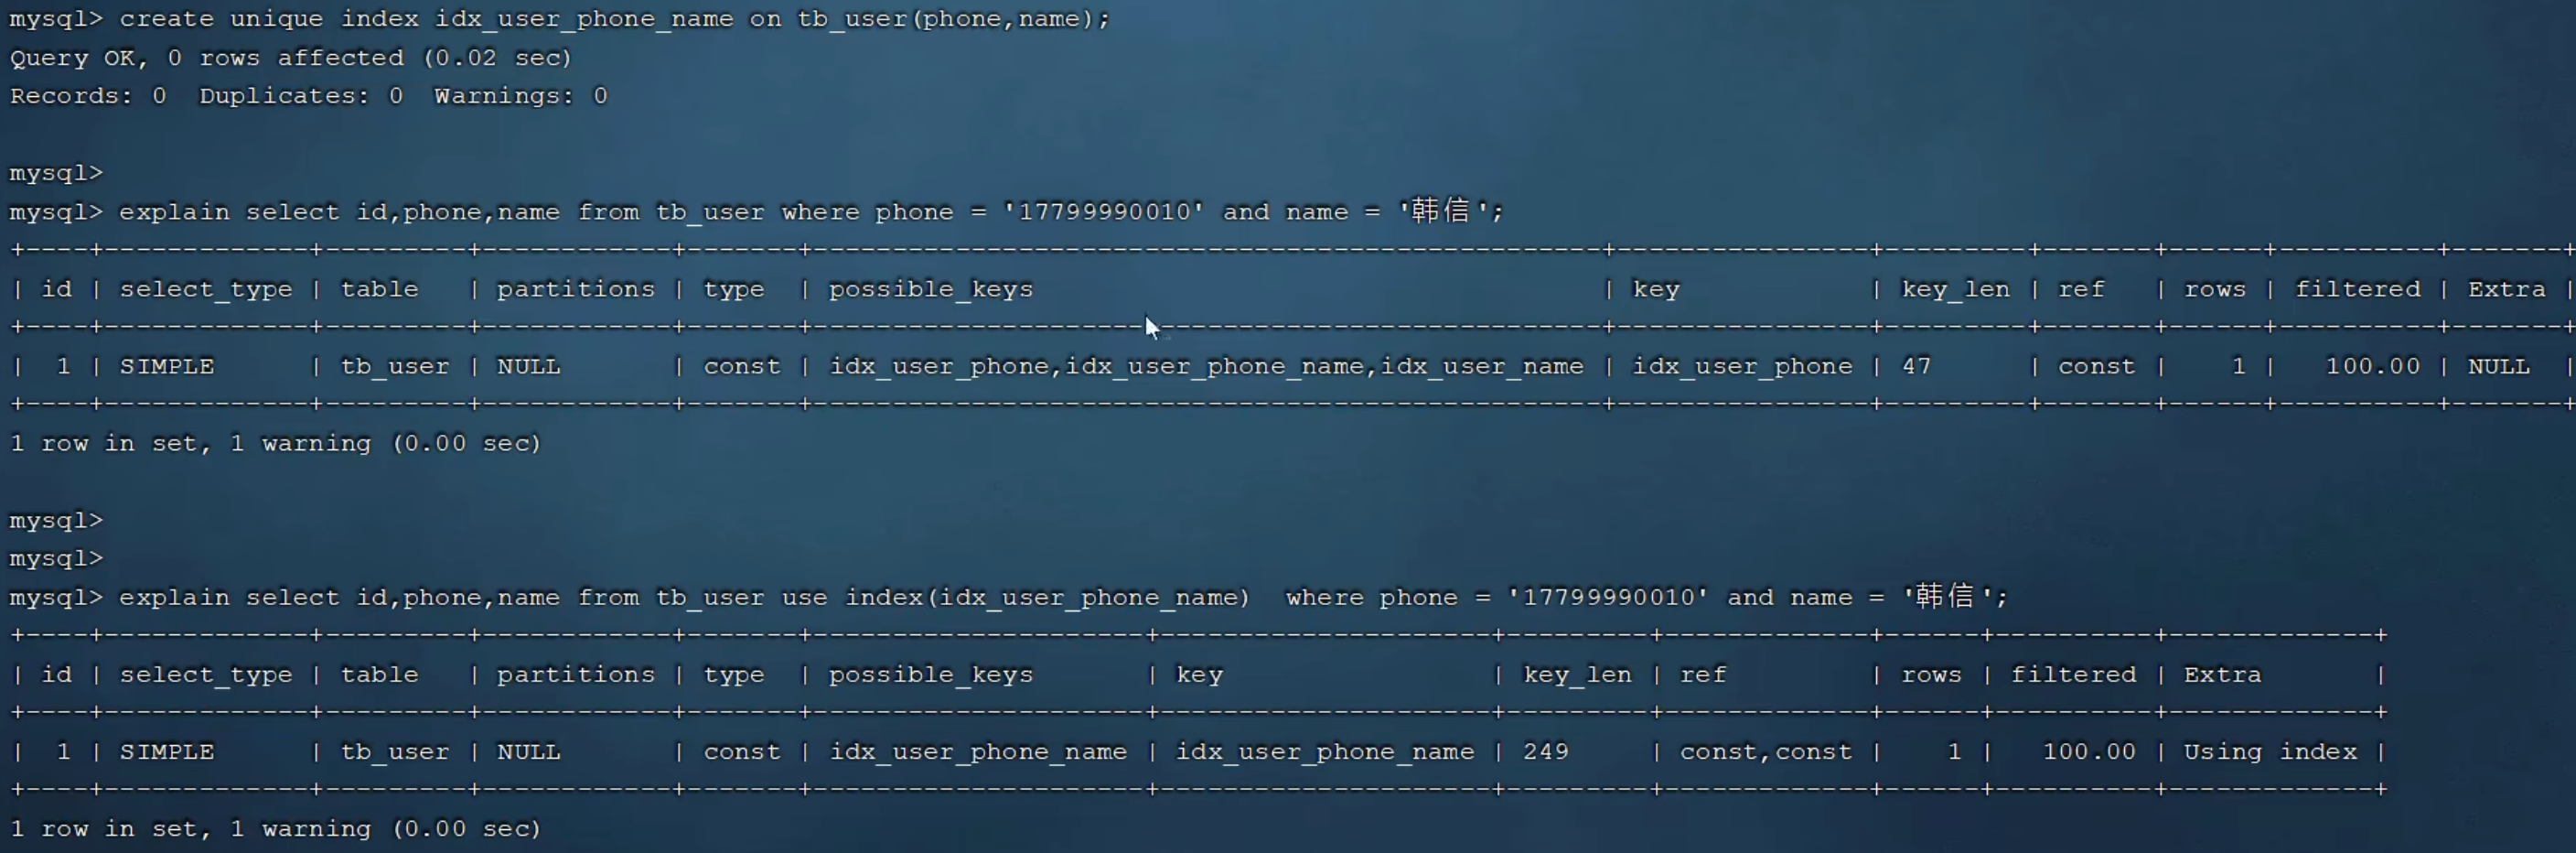 mysql> create unique index idx_user_phone_name on tb_user(phone,name);
Query OK, 0 rows affected (0.02 sec)
Records: 0  Duplicates: 0  Warnings: 0
mysql>
mysql> explain select id,phone,name from tb_user where phone = '17799990010' and name = '韩信';
+----+-------------+---------+------------+-------+--------------------------------------------------+----------------+---------+-------+------+----------+-------+
| id | select_type | table   | partitions | type  | possible_keys                                    | key            | key_len | ref   | rows | filtered | Extra |
+----+-------------+---------+------------+-------+--------------------------------------------------+----------------+---------+-------+------+----------+-------+
|  1 | SIMPLE      | tb_user | NULL       | const | idx_user_phone,idx_user_phone_name,idx_user_name | idx_user_phone | 47      | const |    1 |   100.00 | NULL  |
+----+-------------+---------+------------+-------+--------------------------------------------------+----------------+---------+-------+------+----------+-------+
1 row in set, 1 warning (0.00 sec)
mysql>
mysql>
mysql> explain select id,phone,name from tb_user use index(idx_user_phone_name)  where phone = '17799990010' and name = '韩信';
+----+-------------+---------+------------+-------+---------------------+---------------------+---------+-------------+------+----------+-------------+
| id | select_type | table   | partitions | type  | possible_keys       | key                 | key_len | ref         | rows | filtered | Extra       |
+----+-------------+---------+------------+-------+---------------------+---------------------+---------+-------------+------+----------+-------------+
|  1 | SIMPLE      | tb_user | NULL       | const | idx_user_phone_name | idx_user_phone_name | 249     | const,const |    1 |   100.00 | Using index |
+----+-------------+---------+------------+-------+---------------------+---------------------+---------+-------------+------+----------+-------------+
1 row in set, 1 warning (0.00 sec)